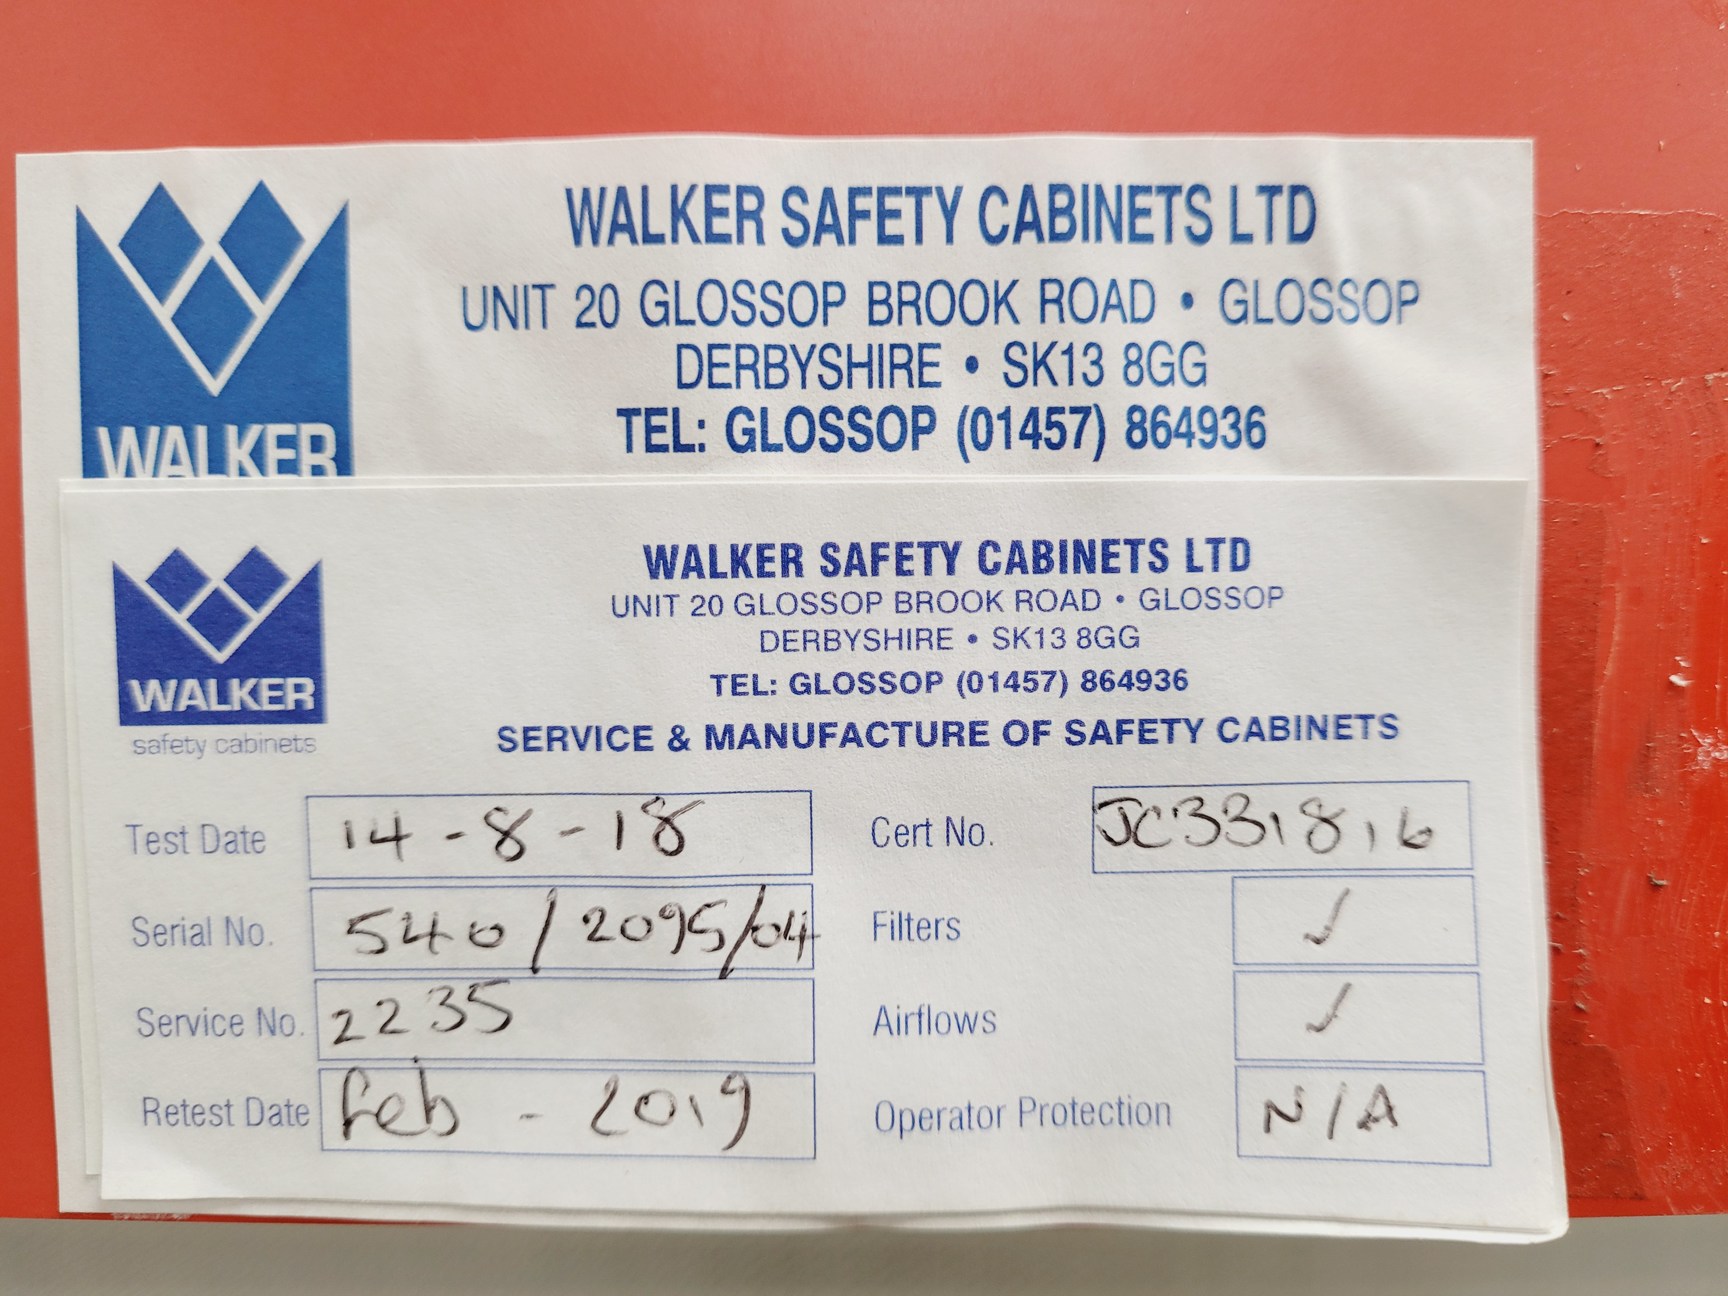 WALKER SAFETY CABINETS LTD
UNIT 20 GLOSSOP BROOK ROAD • GLOSSOP
DERBYSHIRE • SK13 8GG
TEL: GLOSSOP (01457) 864936
WALKER
WALKER SAFETY CABINETS LTD
UNIT 20 GLOSSOP BROOK ROAD • GLOSSOP
DERBYSHIRE • SK13 8GG
TEL: GLOSSOP (01457) 864936
SERVICE & MANUFACTURE OF SAFETY CABINETS
WALKER
safety cabinets
Test Date 14-8-18
Cert No. JC331816
Serial No. 540/2095/04
Filters ✓
Service No. 2235
Airflows ✓
Retest Date Feb - 2019
Operator Protection N/A